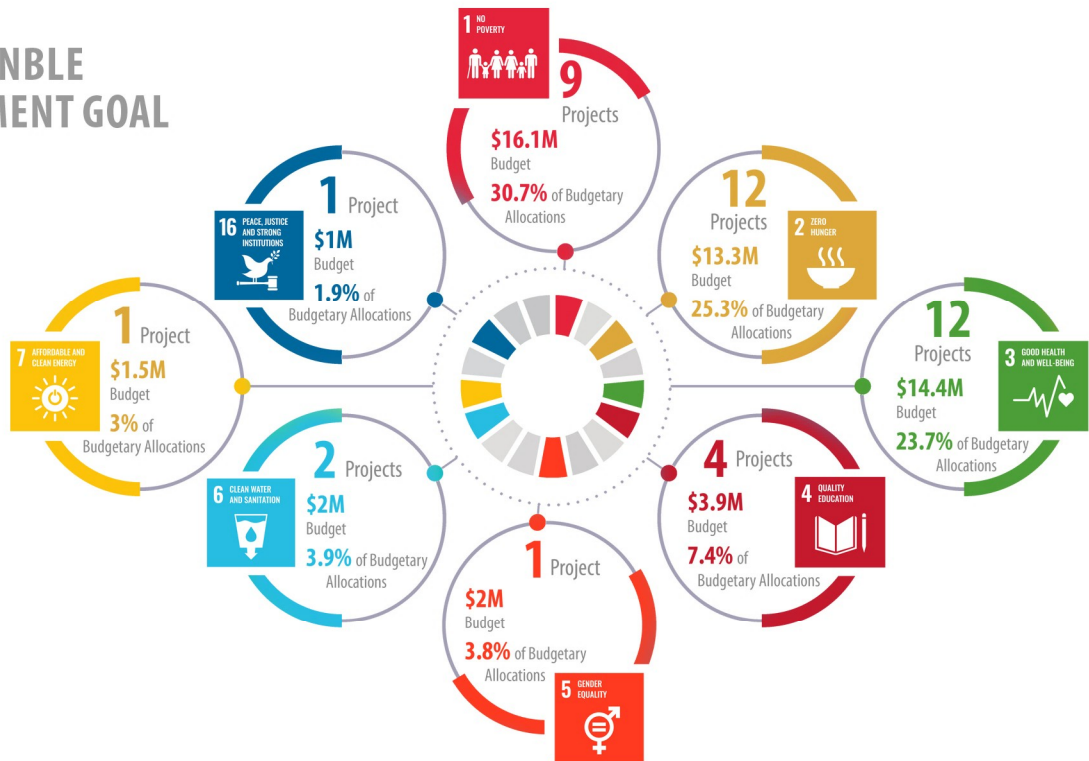 NBLE
MENT GOAL
1 NO
POVERTY
9
Projects
$16.1M
Budget
30.7% of Budgetary
Allocations
12
Projects
2 ZERO
HUNGER
$13.3M
Budget
25.3% of Budgetary
Allocations
12
Projects
3 GOOD HEALTH
AND WELL-BEING
$14.4M
Budget
23.7% of Budgetary
Allocations
4 Projects
4 QUALITY
EDUCATION
$3.9M
Budget
7.4% of
Budgetary Allocations
1 Project
$2M
Budget
3.8% of Budgetary
Allocations
5 GENDER
EQUALITY
2 Projects
6 CLEAN WATER
AND SANITATION
$2M
Budget
3.9% of Budgetary
Allocations
1 Project
7 AFFORDABLE AND
CLEAN ENERGY
$1.5M
Budget
3% of
Budgetary Allocations
1 Project
16 PEACE, JUSTICE
AND STRONG
INSTITUTIONS
$1M
Budget
1.9% of
Budgetary Allocations